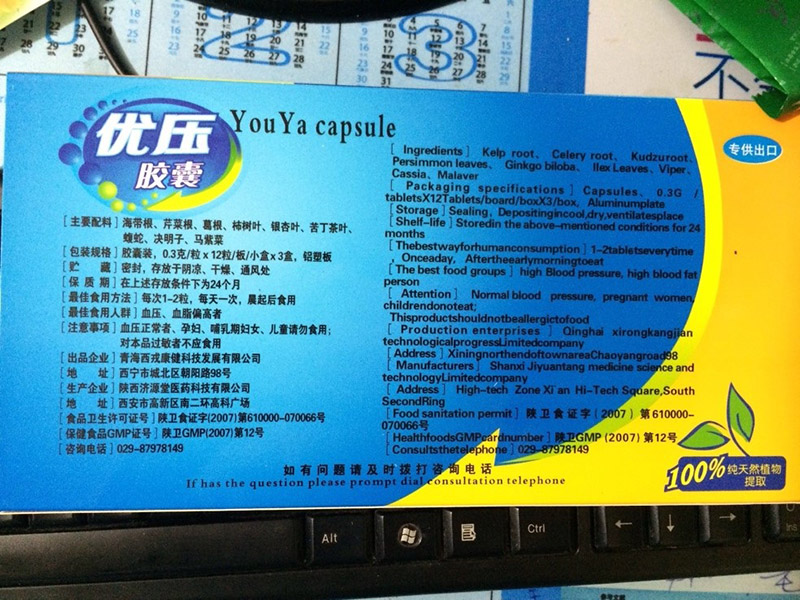 优压
胶囊
YouYa capsule
专供出口
[主要配料] 海带根、芹菜根、葛根、柿树叶、银杏叶、苦丁茶叶、
蝮蛇、决明子、马紫菜
[包装规格] 胶囊装，0.3克/粒x12粒/板/小盒x3盒，铝塑板
[贮 藏] 密封，存放于阴凉、干燥、通风处
[保 质 期] 在上述存放条件下为24个月
[最佳食用方法] 每次1-2粒，每天一次，晨起后食用
[最佳食用人群] 血压、血脂偏高者
[注意事项] 血压正常者、孕妇、哺乳期妇女、儿童请勿食用；
对本品过敏者不应食用
[出品企业] 青海西戎康健科技发展有限公司
[地 址] 西宁市城北区朝阳路98号
[生产企业] 陕西济源堂医药科技有限公司
[地 址] 西安市高新区南二环高科广场
[食品卫生许可证号] 陕卫食证字(2007)第610000-070066号
[保健食品GMP证号] 陕卫GMP(2007)第12号
[咨询电话] 029-87978149
[Ingredients] Kelp root、 Celery root、 Kudzuroot、
Persimmon leaves、 Ginkgo biloba、 Ilex Leaves、Viper、
Cassia、Malaver
[Packaging specifications] Capsules、 0.3G /
tabletsX12Tablets/board/boxX3/box, Aluminumplate
[Storage] Sealing, Depositingincool,dry,ventilatesplace
[Shelf-life] Storedin the above-mentioned conditions for 24
months
[Thebestwayforhumanconsumption] 1-2tabletseverytime
, Onceaday, Aftertheearlymorningtoeat
[The best food groups] high Blood pressure, high blood fat
person
[Attention] Normal blood pressure, pregnant women,
childrendonoteat;
Thisproductshouldnotbeallergictofood
[Production enterprises] Qinghai xirongkangjian
technologicalprogressLimitedcompany
[Address] XiningnorthendoftownareaChaoyangroad98
[Manufacturers] Shanxi Jiyuantang medicine science and
technologyLimitedcompany
[Address] High-tech Zone Xi an Hi-Tech Square,South
SecondRing
[Food sanitation permit] 陕卫食证字(2007) 第610000-
070066号
[HealthfoodsGMPcardnumber] 陕卫GMP (2007) 第12号
[Consultsthetelephone] 029-87978149
如有问题请及时拨打咨询电话
If has the question please prompt dial consultation telephone
100%纯天然植物
提取
Alt
Ctrl